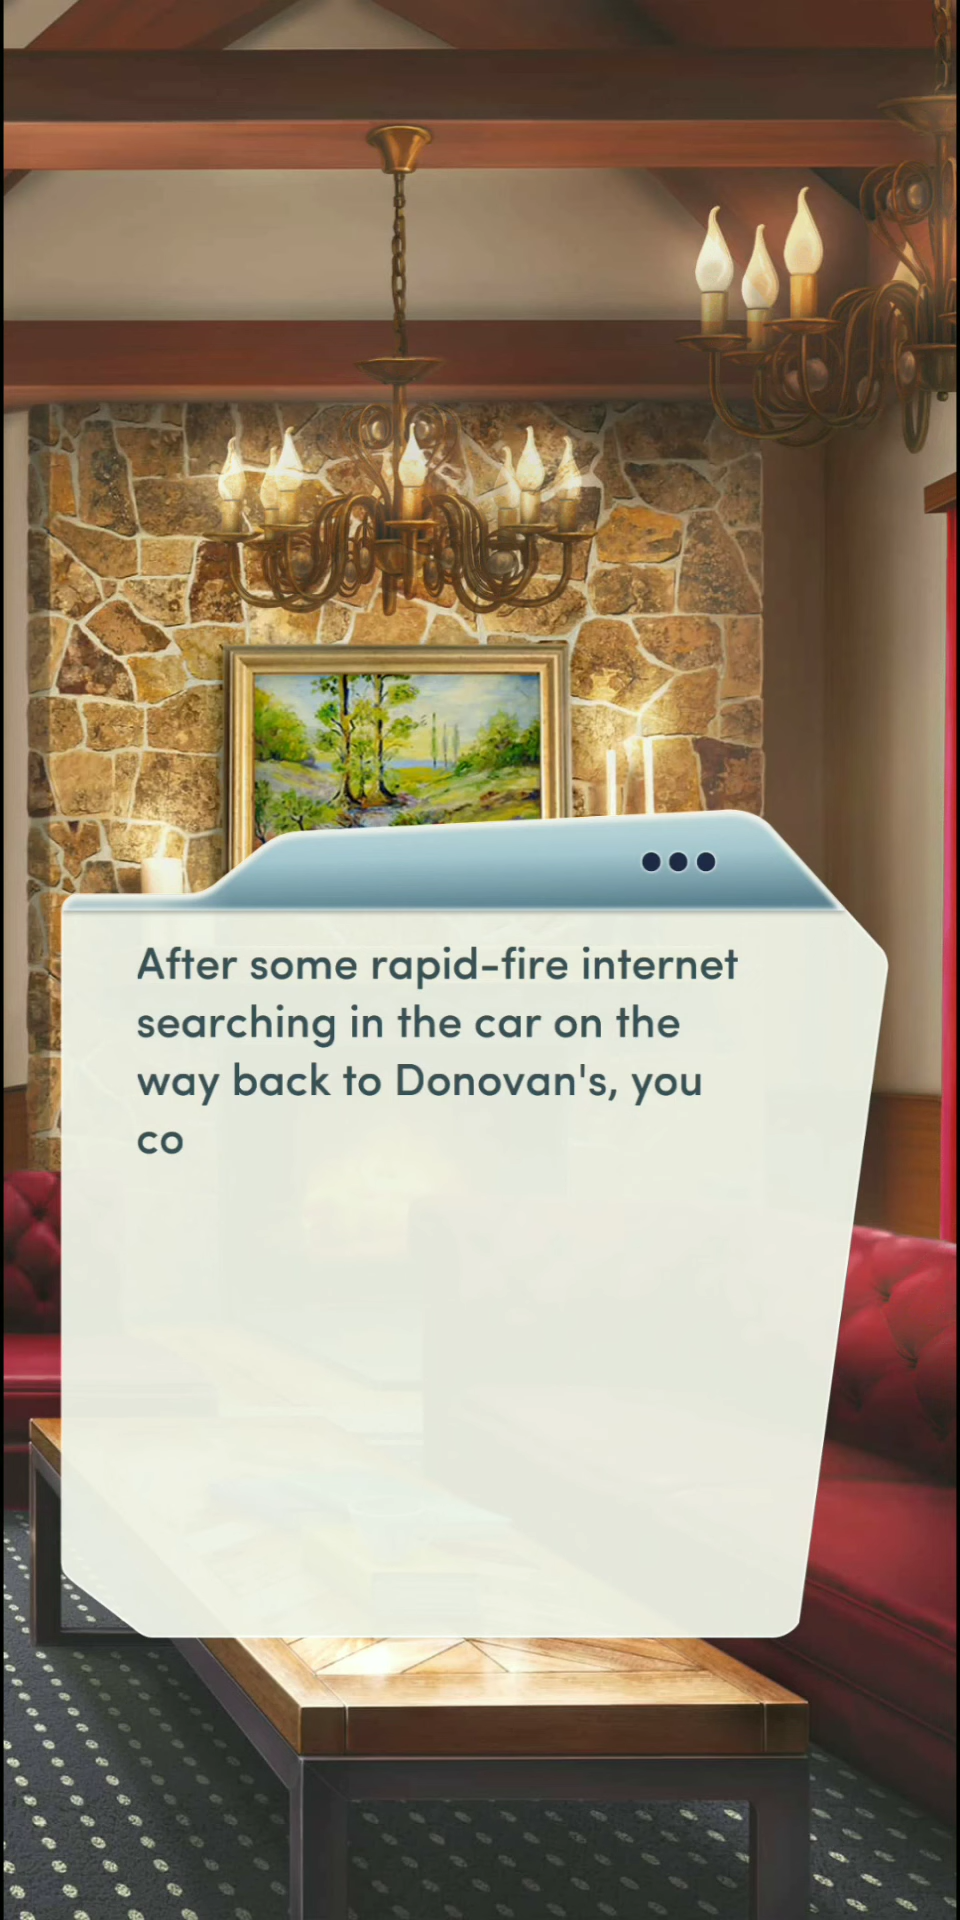 After some rapid-fire internet
searching in the car on the
way back to Donovan's, you
co